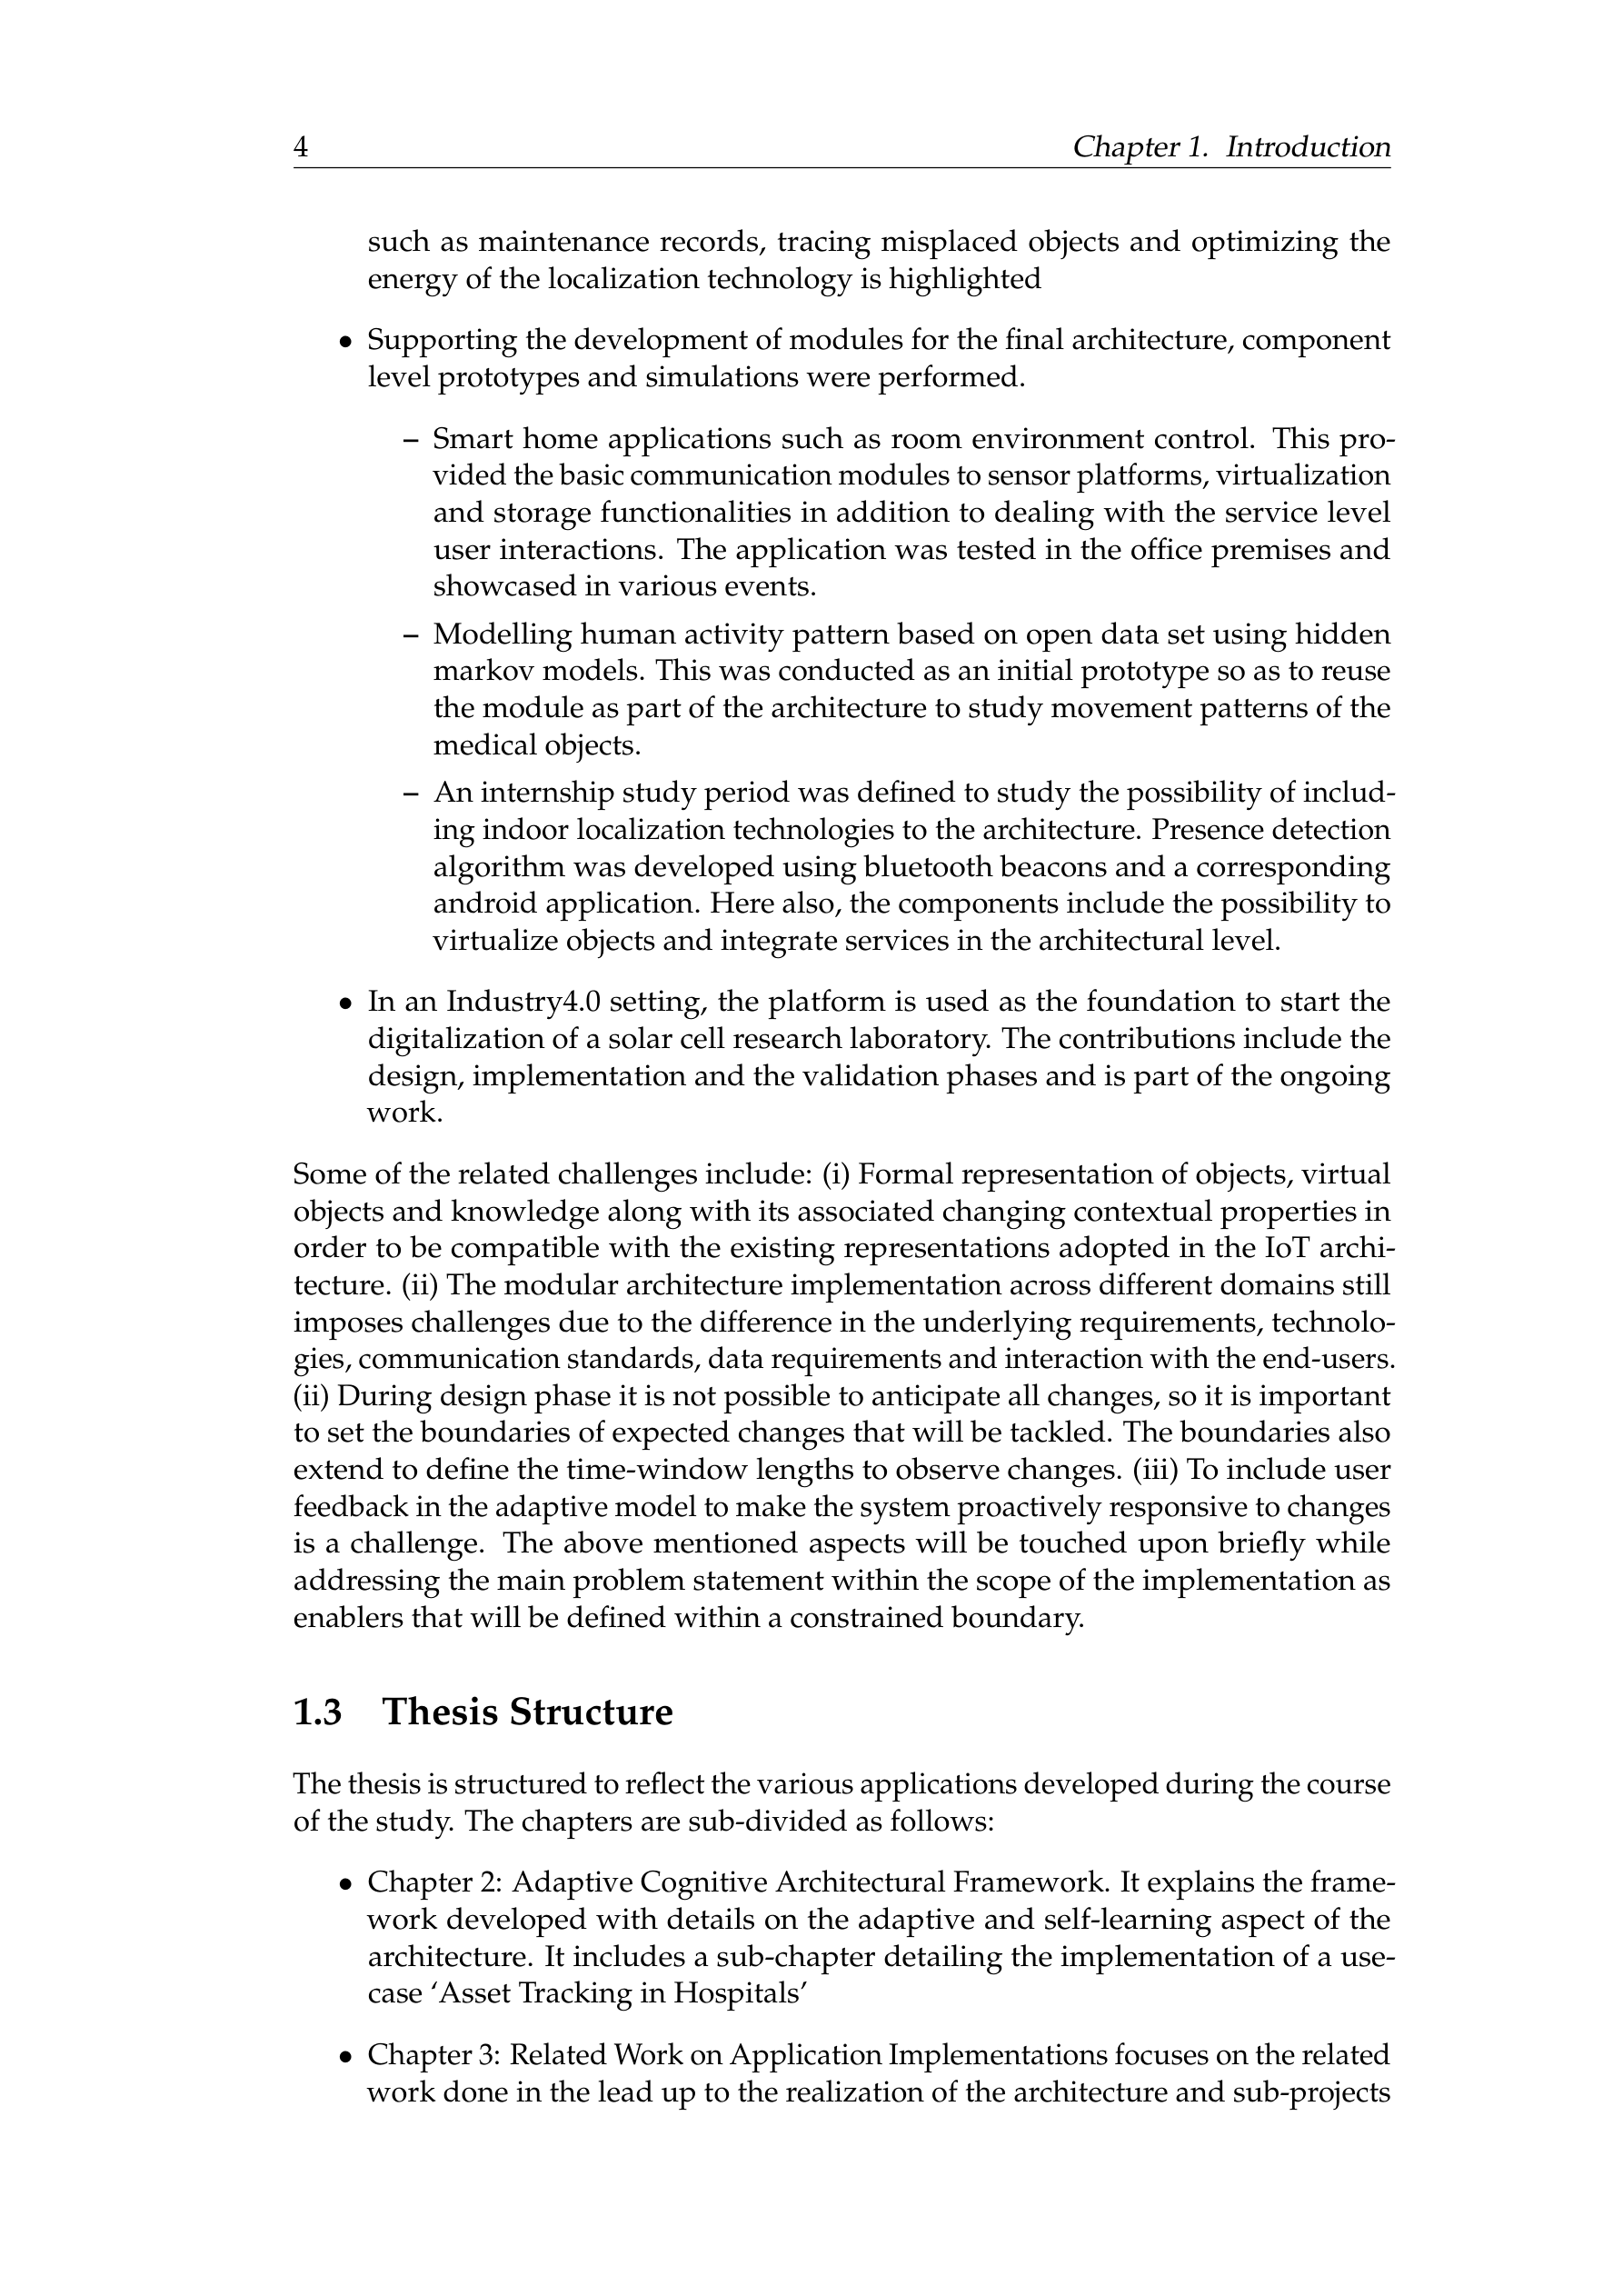 4 Chapter 1. Introduction
such as maintenance records, tracing misplaced objects and optimizing the
energy of the localization technology is highlighted
• Supporting the development of modules for the final architecture, component
level prototypes and simulations were performed.
– Smart home applications such as room environment control. This pro-
vided the basic communication modules to sensor platforms, virtualization
and storage functionalities in addition to dealing with the service level
user interactions. The application was tested in the office premises and
showcased in various events.
– Modelling human activity pattern based on open data set using hidden
markov models. This was conducted as an initial prototype so as to reuse
the module as part of the architecture to study movement patterns of the
medical objects.
– An internship study period was defined to study the possibility of includ-
ing indoor localization technologies to the architecture. Presence detection
algorithm was developed using bluetooth beacons and a corresponding
android application. Here also, the components include the possibility to
virtualize objects and integrate services in the architectural level.
• In an Industry4.0 setting, the platform is used as the foundation to start the
digitalization of a solar cell research laboratory. The contributions include the
design, implementation and the validation phases and is part of the ongoing
work.
Some of the related challenges include: (i) Formal representation of objects, virtual
objects and knowledge along with its associated changing contextual properties in
order to be compatible with the existing representations adopted in the IoT archi-
tecture. (ii) The modular architecture implementation across different domains still
imposes challenges due to the difference in the underlying requirements, technolo-
gies, communication standards, data requirements and interaction with the end-users.
(ii) During design phase it is not possible to anticipate all changes, so it is important
to set the boundaries of expected changes that will be tackled. The boundaries also
extend to define the time-window lengths to observe changes. (iii) To include user
feedback in the adaptive model to make the system proactively responsive to changes
is a challenge. The above mentioned aspects will be touched upon briefly while
addressing the main problem statement within the scope of the implementation as
enablers that will be defined within a constrained boundary.
1.3 Thesis Structure
The thesis is structured to reflect the various applications developed during the course
of the study. The chapters are sub-divided as follows:
• Chapter 2: Adaptive Cognitive Architectural Framework. It explains the frame-
work developed with details on the adaptive and self-learning aspect of the
architecture. It includes a sub-chapter detailing the implementation of a use-
case ‘Asset Tracking in Hospitals’
• Chapter 3: Related Work on Application Implementations focuses on the related
work done in the lead up to the realization of the architecture and sub-projects